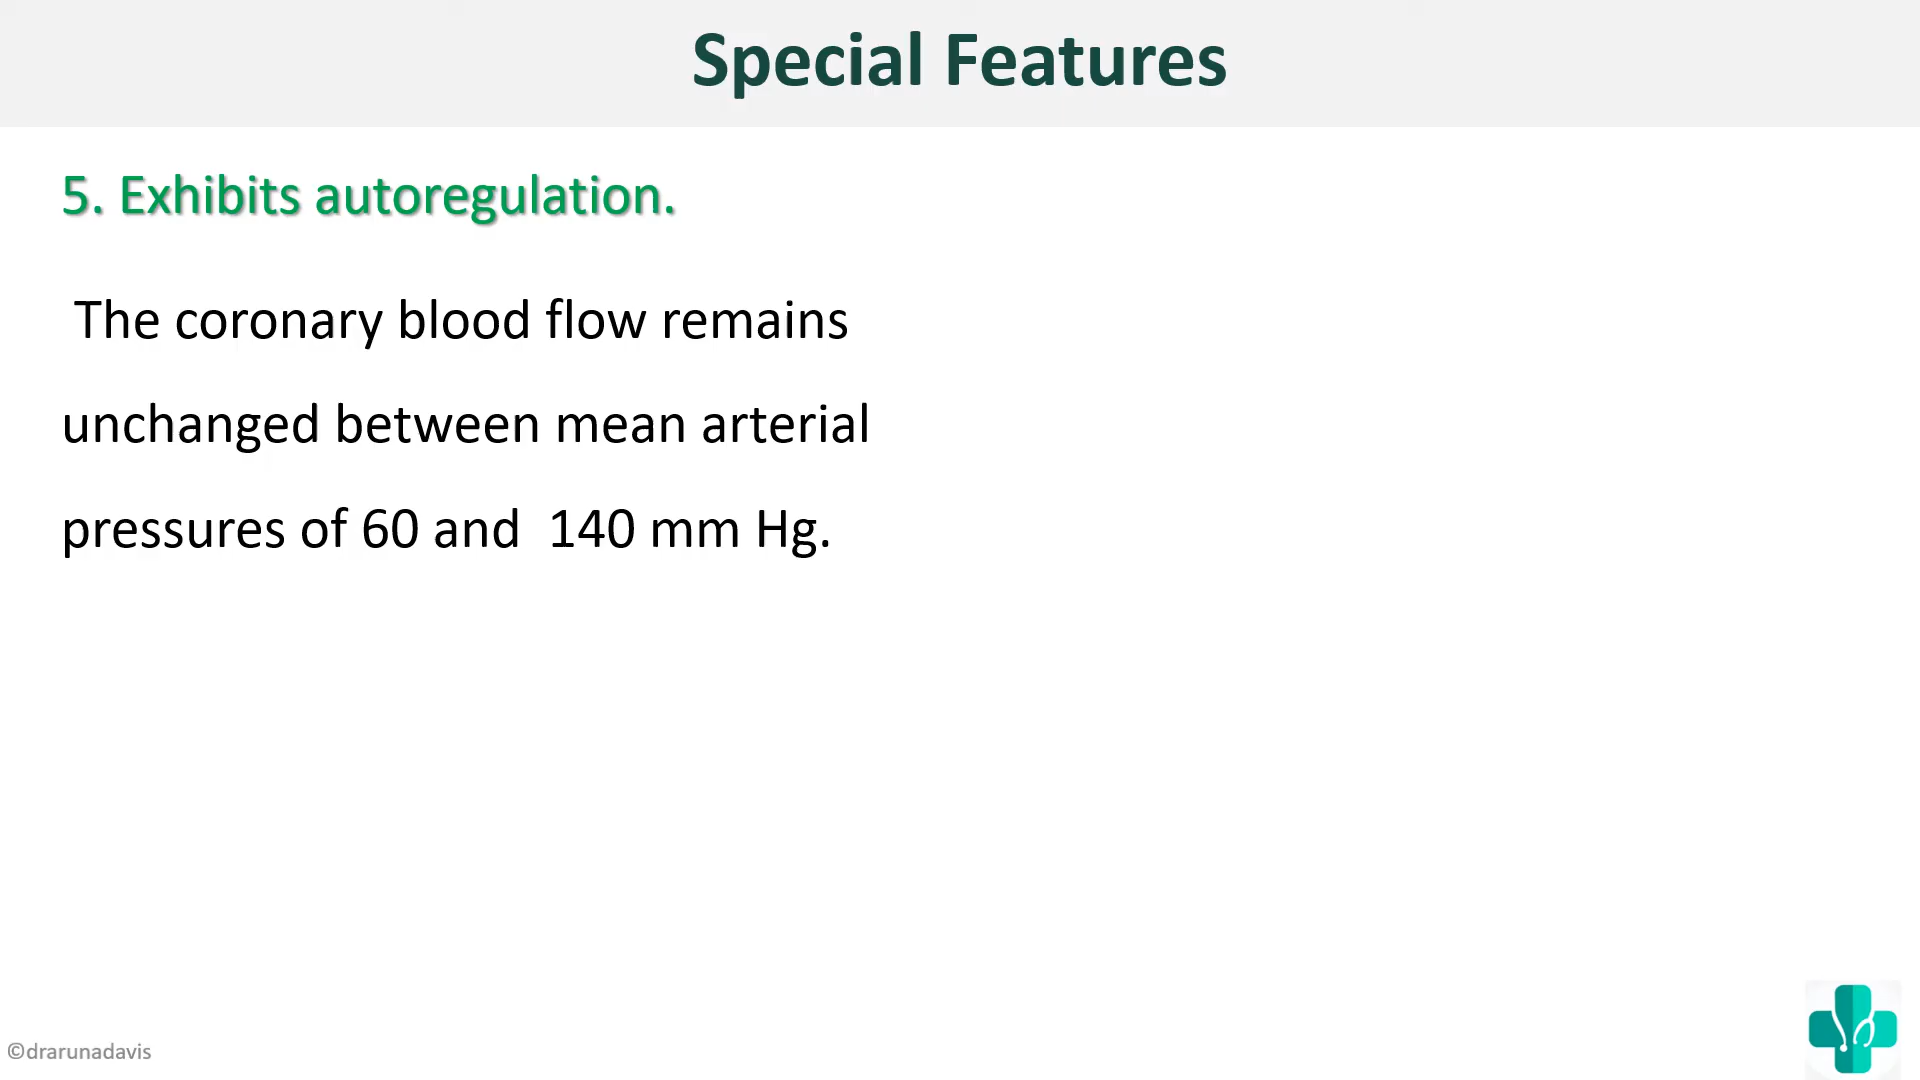 Special Features
5. Exhibits autoregulation.
The coronary blood flow remains
unchanged between mean arterial
pressures of 60 and  140 mm Hg.
©drarunadavis